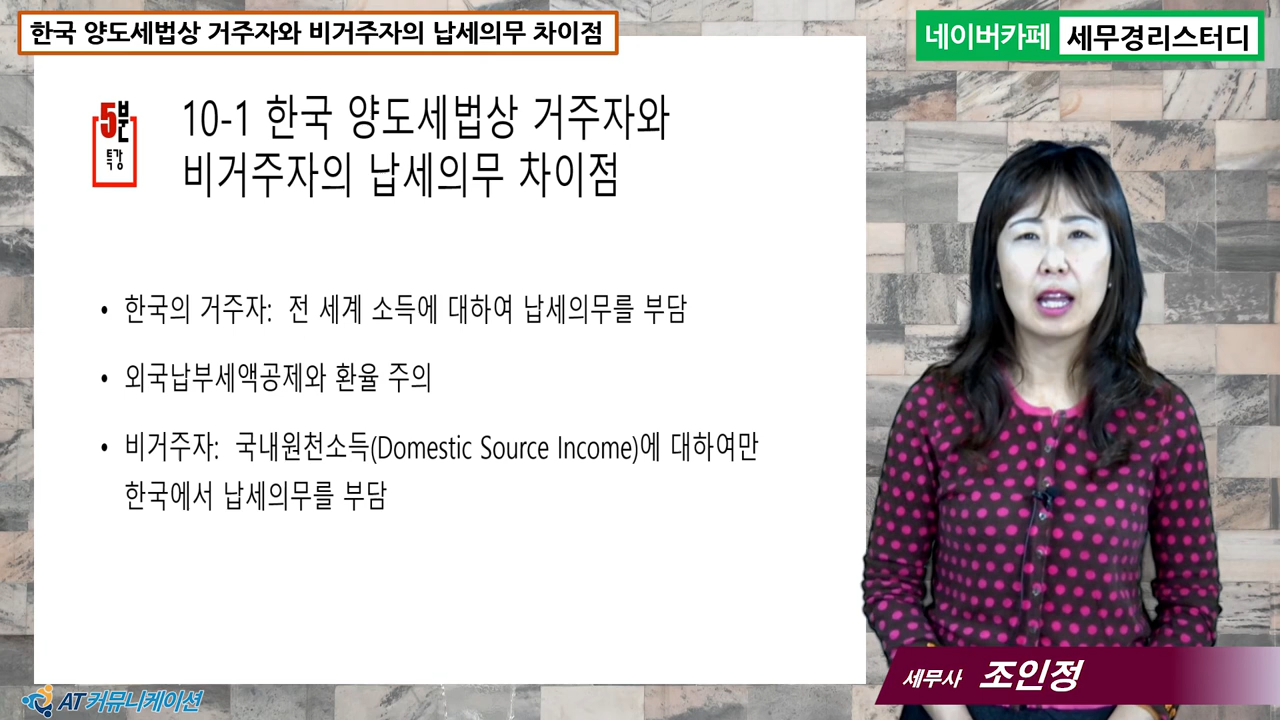 한국 양도세법상 거주자와 비거주자의 납세의무 차이점
네이버카페 세무경리스터디
5분
특강
10-1 한국 양도세법상 거주자와
비거주자의 납세의무 차이점
• 한국의 거주자: 전 세계 소득에 대하여 납세의무를 부담
• 외국납부세액공제와 환율 주의
• 비거주자: 국내원천소득(Domestic Source Income)에 대하여만
한국에서 납세의무를 부담
세무사 조인정
AT커뮤니케이션